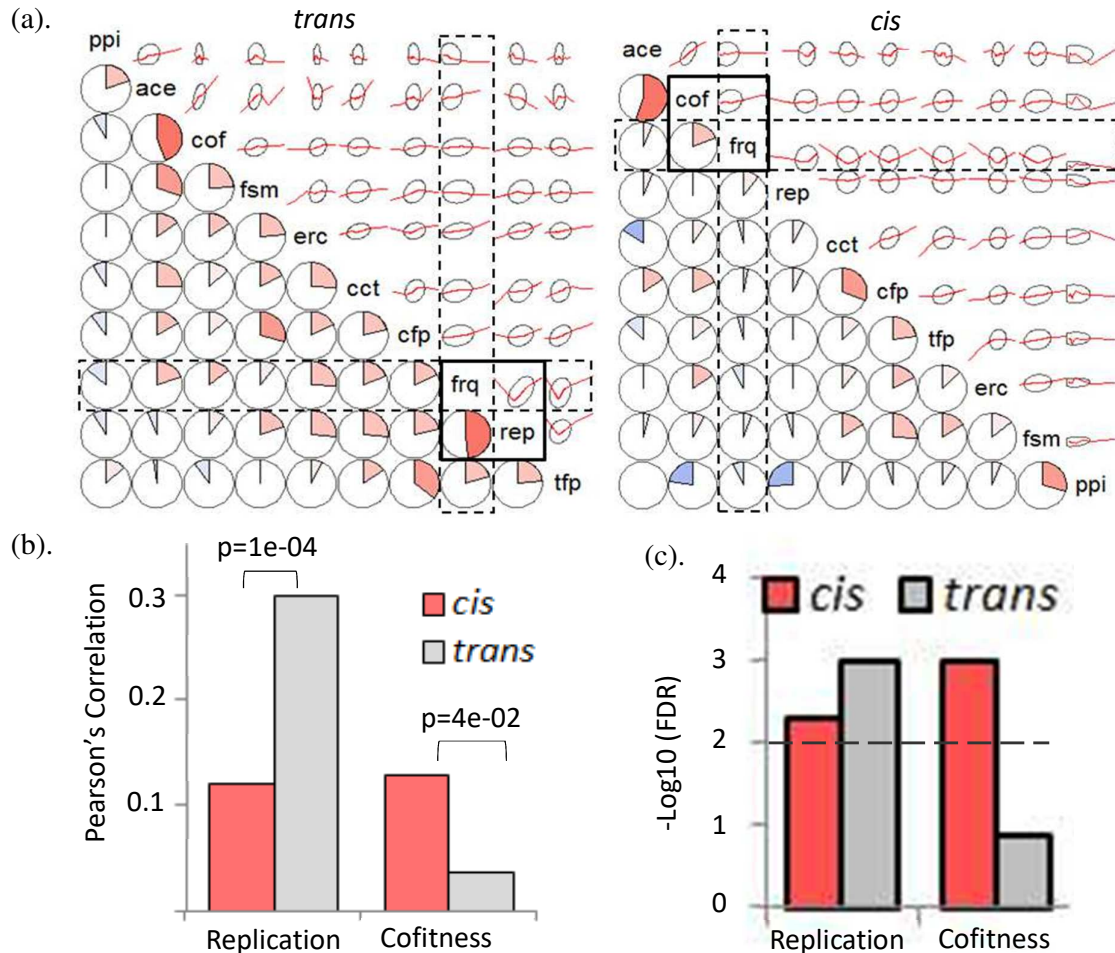 (a).
trans
cis
ppi
ace
cof
fsm
erc
cct
cfp
frq
rep
tfp
ace
cof
frq
rep
cct
cfp
tfp
erc
fsm
ppi
(b).
p=1e-04
cis
trans
p=4e-02
Pearson's Correlation
0.3
0.2
0.1
Replication Cofitness
(c).
cis trans
-Log10 (FDR)
4
3
2
1
0
Replication Cofitness